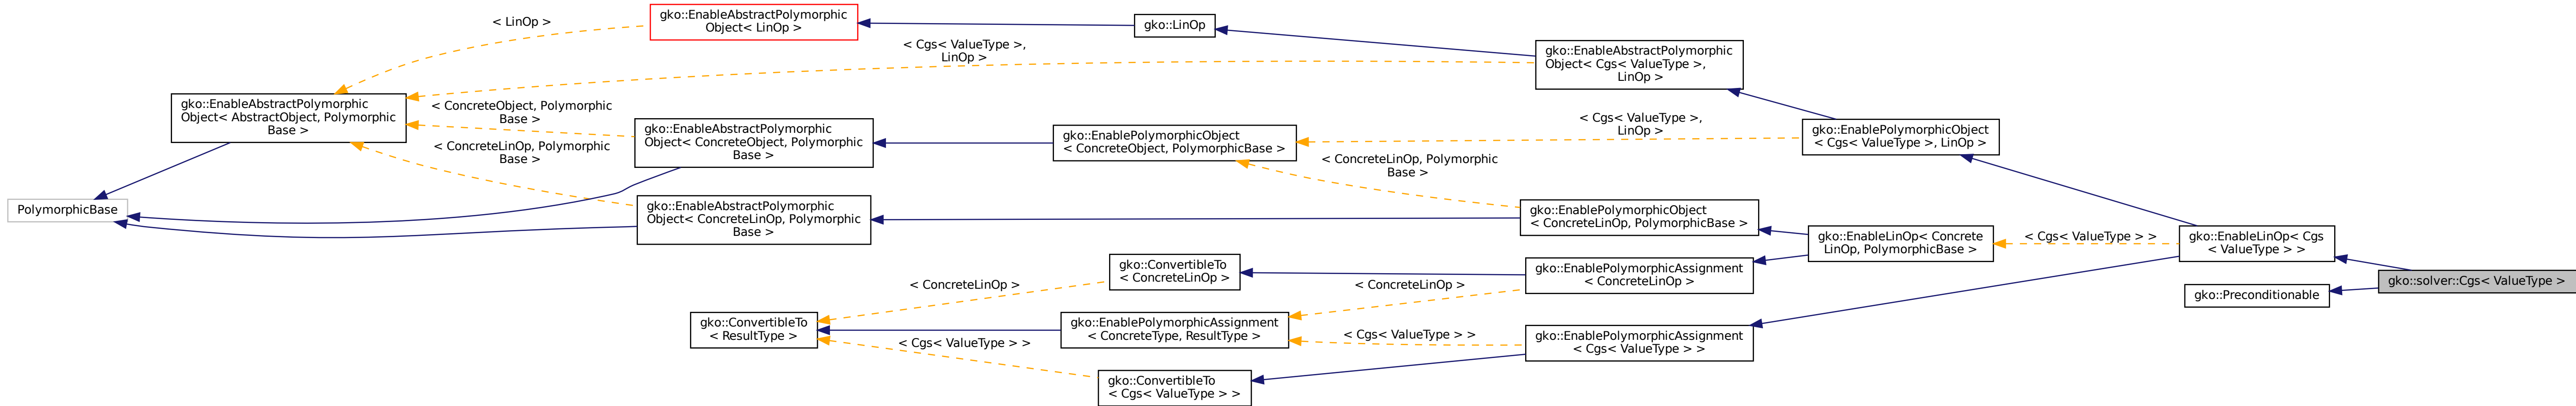 PolymorphicBase
gko::EnableAbstractPolymorphic
Object< AbstractObject, Polymorphic
Base >
< LinOp >
gko::EnableAbstractPolymorphic
Object< LinOp >
< ConcreteObject, Polymorphic
Base >
< ConcreteLinOp, Polymorphic
Base >
gko::EnableAbstractPolymorphic
Object< ConcreteObject, Polymorphic
Base >
gko::EnableAbstractPolymorphic
Object< ConcreteLinOp, Polymorphic
Base >
gko::ConvertibleTo
< ResultType >
< Cgs< ValueType >,
LinOp >
gko::LinOp
gko::EnablePolymorphicObject
< ConcreteObject, PolymorphicBase >
< ConcreteLinOp >
gko::ConvertibleTo
< ConcreteLinOp >
gko::EnablePolymorphicAssignment
< ConcreteType, ResultType >
< Cgs< ValueType > >
gko::ConvertibleTo
< Cgs< ValueType > >
< ConcreteLinOp, Polymorphic
Base >
< ConcreteLinOp >
< Cgs< ValueType > >
gko::EnableAbstractPolymorphic
Object< Cgs< ValueType >,
LinOp >
< Cgs< ValueType >,
LinOp >
gko::EnablePolymorphicObject
< ConcreteLinOp, PolymorphicBase >
gko::EnablePolymorphicAssignment
< ConcreteLinOp >
gko::EnablePolymorphicAssignment
< Cgs< ValueType > >
gko::EnablePolymorphicObject
< Cgs< ValueType >, LinOp >
gko::EnableLinOp< Concrete
LinOp, PolymorphicBase >
< Cgs< ValueType > >
gko::EnableLinOp< Cgs
< ValueType > >
gko::Preconditionable
gko::solver::Cgs< ValueType >